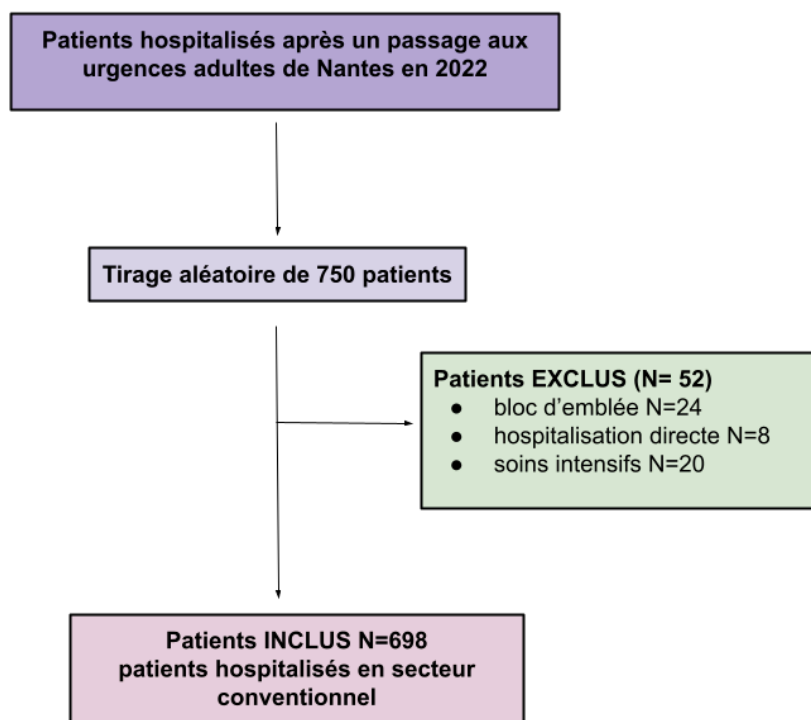 Patients hospitalisés après un passage aux
urgences adultes de Nantes en 2022
Tirage aléatoire de 750 patients
Patients EXCLUS (N= 52)
● bloc d'emblée N=24
● hospitalisation directe N=8
● soins intensifs N=20
Patients INCLUS N=698
patients hospitalisés en secteur
conventionnel